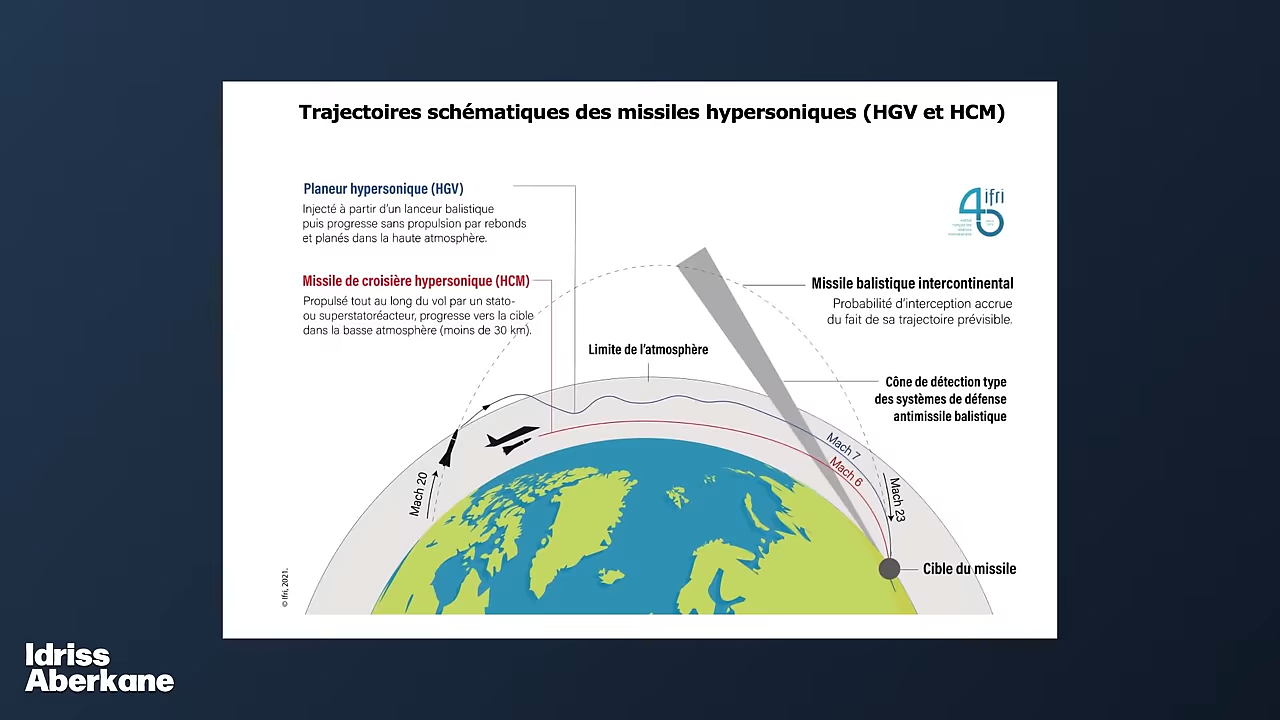 Trajectoires schématiques des missiles hypersoniques (HGV et HCM)
Planeur hypersonique (HGV)
Injecté à partir d'un lanceur balistique
puis progresse sans propulsion par rebonds
et planés dans la haute atmosphère.
ifri
Missile de croisière hypersonique (HCM)
Propulsé tout au long du vol par un stato-
ou superstatoréacteur, progresse vers la cible
dans la basse atmosphère (moins de 30 km).
Missile balistique intercontinental
Probabilité d'interception accrue
du fait de sa trajectoire prévisible.
Limite de l'atmosphère
Cône de détection type
des systèmes de défense
antimissile balistique
Mach 7
Mach 6
Mach 20
Mach 23
Cible du missile
© Ifri, 2021.
Idriss
Aberkane